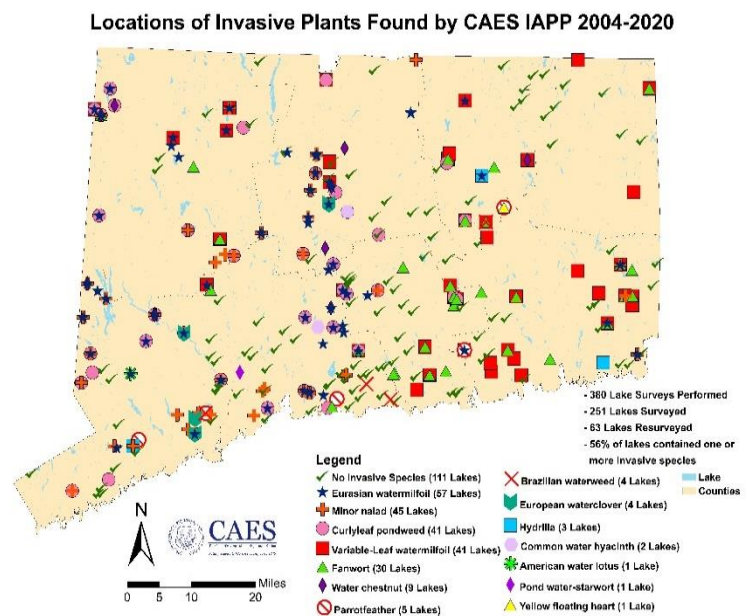 Locations of Invasive Plants Found by CAES IAPP 2004-2020
- 380 Lake Surveys Performed
- 251 Lakes Surveyed
- 63 Lakes Resurveyed
- 56% of lakes contained one or
more invasive species
Legend
No Invasive Species (111 Lakes)
Eurasian watermilfoil (57 Lakes)
Minor naiad (45 Lakes)
Curlyleaf pondweed (41 Lakes)
Variable-Leaf watermilfoil (41 Lakes)
Fanwort (30 Lakes)
Water chestnut (9 Lakes)
Parrotfeather (5 Lakes)
Brazilian waterweed (4 Lakes)
European waterclover (4 Lakes)
Hydrilla (3 Lakes)
Common water hyacinth (2 Lakes)
American water lotus (1 Lake)
Pond water-starwort (1 Lake)
Yellow floating heart (1 Lake)
Lake
Counties
N
CAES
0 5 10 20
Miles